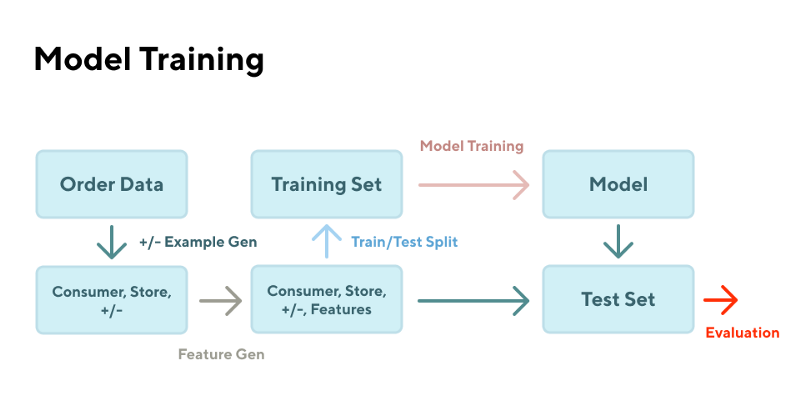 Model Training
Model Training
Order Data
Training Set
Model
+/- Example Gen
Train/Test Split
Consumer, Store,
+/-
Consumer, Store,
+/-, Features
Test Set
Evaluation
Feature Gen